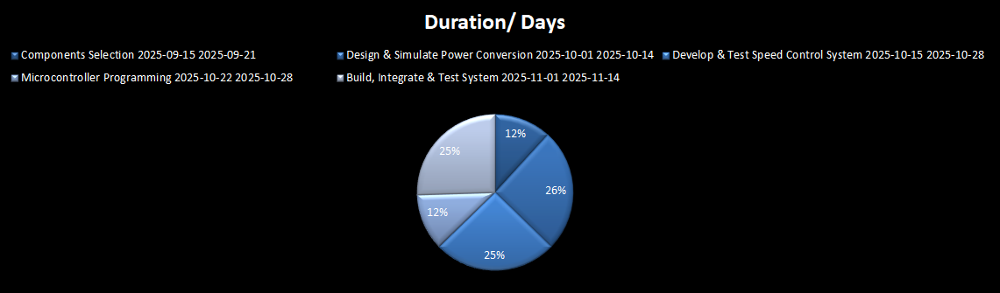 Duration/ Days
Components Selection 2025-09-15 2025-09-21
Design & Simulate Power Conversion 2025-10-01 2025-10-14
Develop & Test Speed Control System 2025-10-15 2025-10-28
Microcontroller Programming 2025-10-22 2025-10-28
Build, Integrate & Test System 2025-11-01 2025-11-14
12%
26%
25%
12%
25%